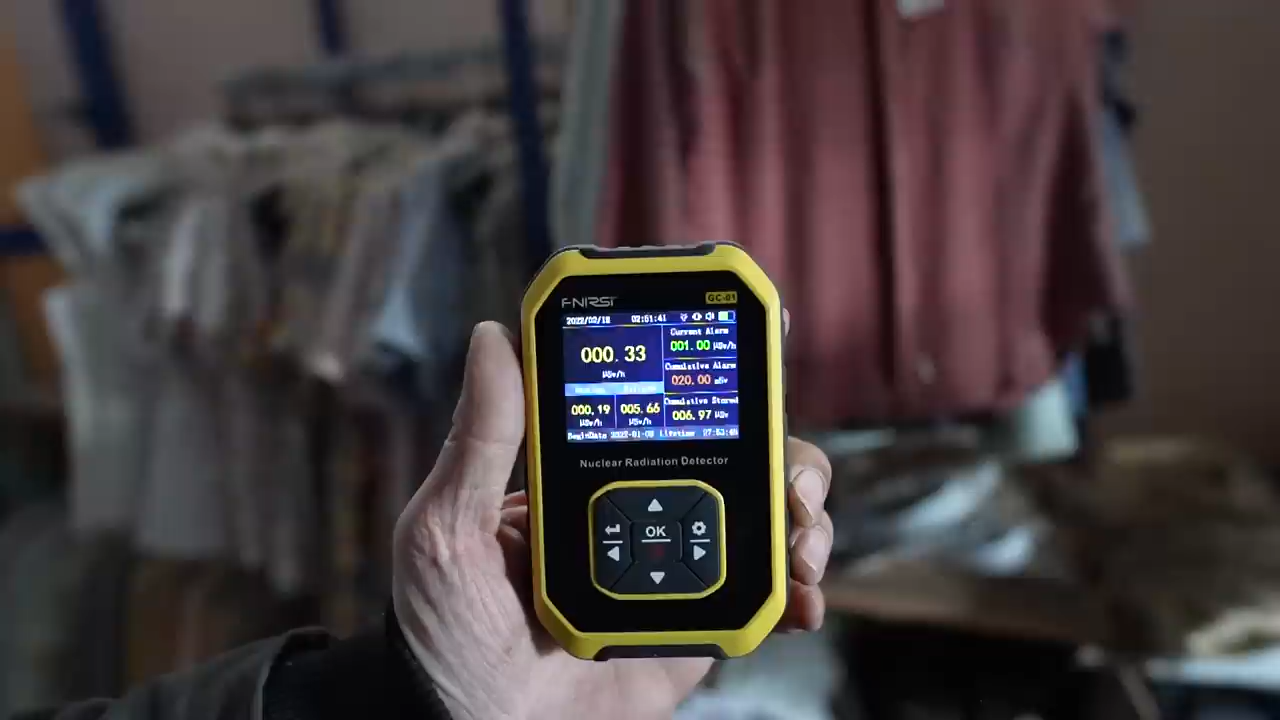 FNIRSI GC-01
2022/02/18 02:51:41
Current Alarm
001.00 μSv/h
000.33
μSv/h
Cumulative Alarm
020.00 mSv
Cumulative Stored
006.97 μSv
000.19 005.66
μSv/h μSv/h
BeginDate 2022-01-08 Lifetime
Nuclear Radiation Detector
OK